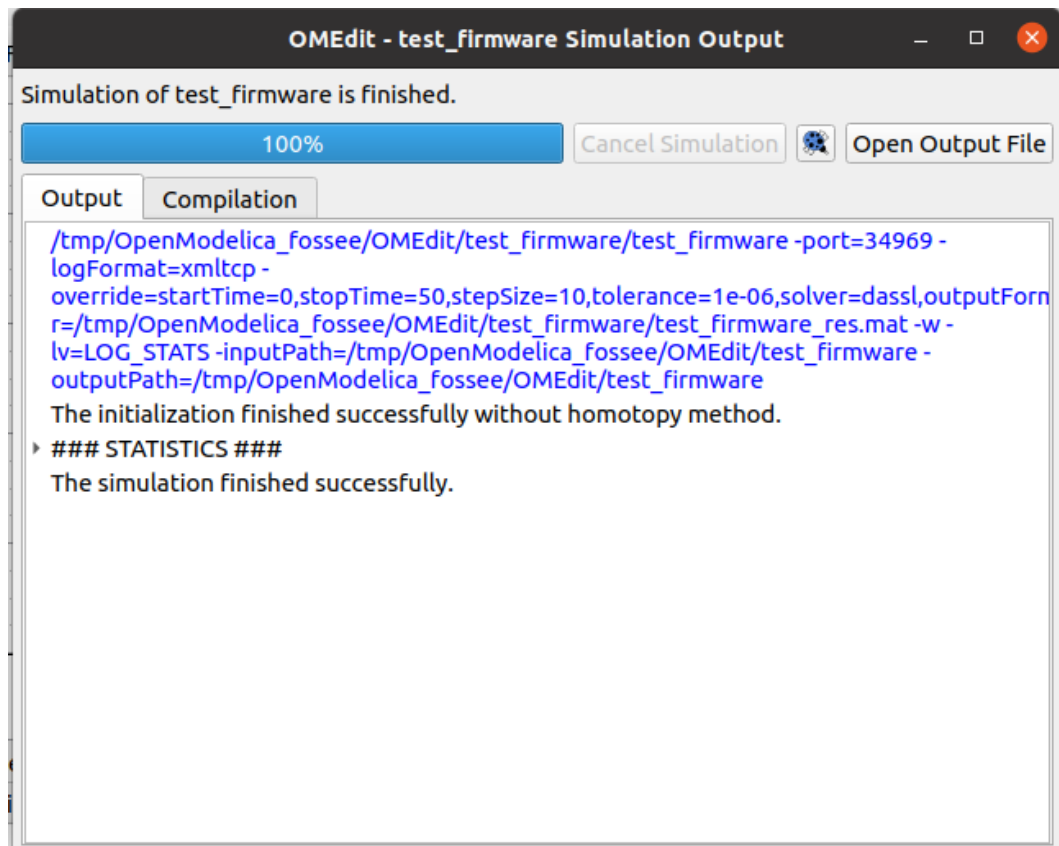 OMEdit - test_firmware Simulation Output
Simulation of test_firmware is finished.
100%
Cancel Simulation
Open Output File
Output
Compilation
/tmp/OpenModelica_fossee/OMEdit/test_firmware/test_firmware -port=34969 -
logFormat=xmltcp -
override=startTime=0,stopTime=50,stepSize=10,tolerance=1e-06,solver=dassl,outputForm
r=/tmp/OpenModelica_fossee/OMEdit/test_firmware/test_firmware_res.mat -w -
lv=LOG_STATS -inputPath=/tmp/OpenModelica_fossee/OMEdit/test_firmware -
outputPath=/tmp/OpenModelica_fossee/OMEdit/test_firmware
The initialization finished successfully without homotopy method.
### STATISTICS ###
The simulation finished successfully.